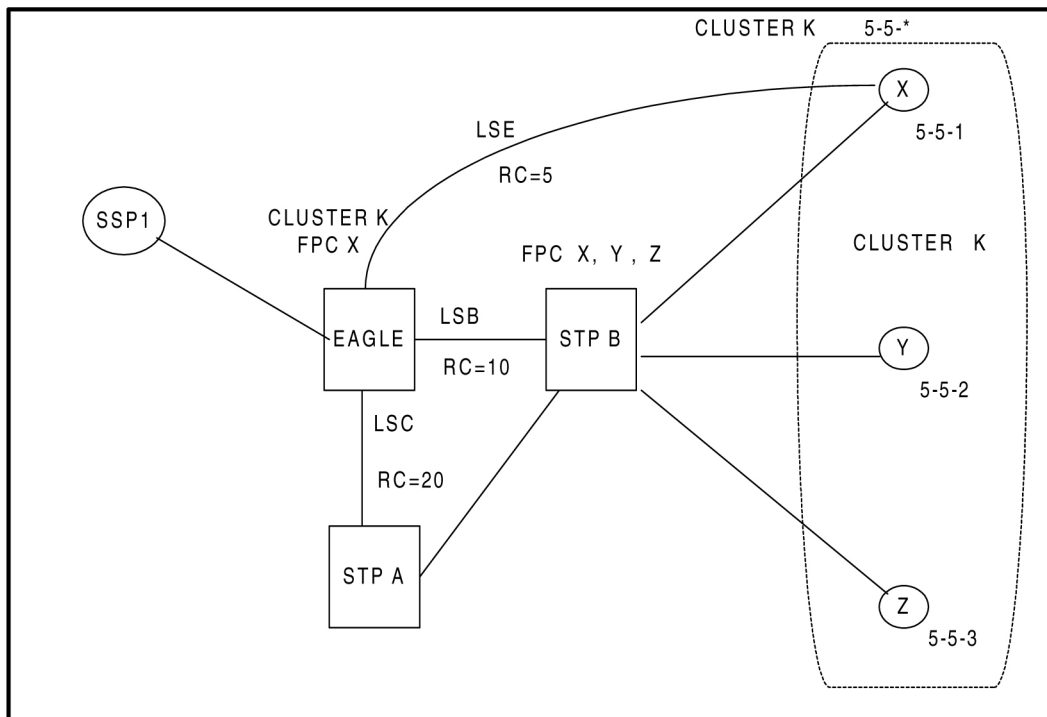 CLUSTER K 5-5-*
X
5-5-1
LSE
RC=5
SSP1
CLUSTER K
FPC X
FPC X, Y , Z
CLUSTER K
EAGLE
LSB
RC=10
STP B
Y
5-5-2
LSC
RC=20
STP A
Z
5-5-3